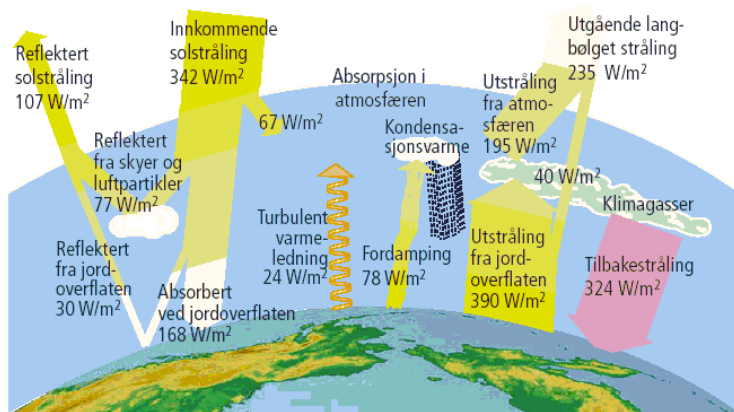 Reflektert
solstråling
107 W/m²
Innkommende
solstråling
342 W/m²
67 W/m²
Reflektert
fra skyer og
luftpartikler
77 W/m²
Reflektert
fra jord-
overflaten
30 W/m²
Absorbert
ved jordoverflaten
168 W/m²
Absorpsjon i
atmosfæren
Kondensa-
sjonsvarme
Turbulent
varme-
ledning
24 W/m²
Fordamping
78 W/m²
Utgående lang-
bølget stråling
235 W/m²
Utstråling
fra atmo-
sfæren
195 W/m²
40 W/m²
Klimagasser
Utstråling
fra jord-
overflaten
390 W/m²
Tilbakestråling
324 W/m²